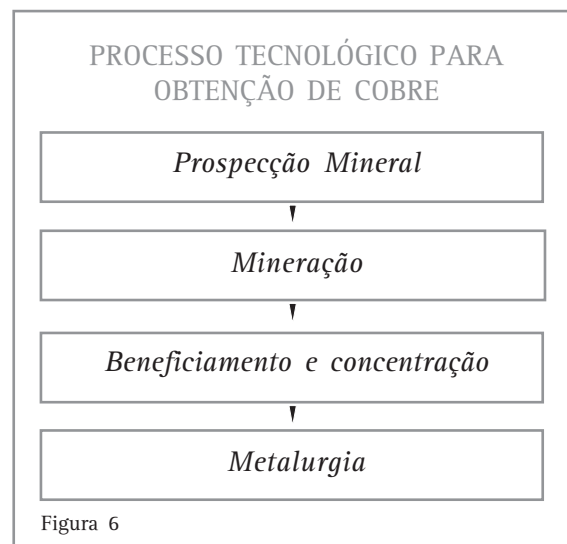 PROCESSO TECNOLÓGICO PARA
OBTENÇÃO DE COBRE
Prospecção Mineral
Mineração
Beneficiamento e concentração
Metalurgia
Figura 6